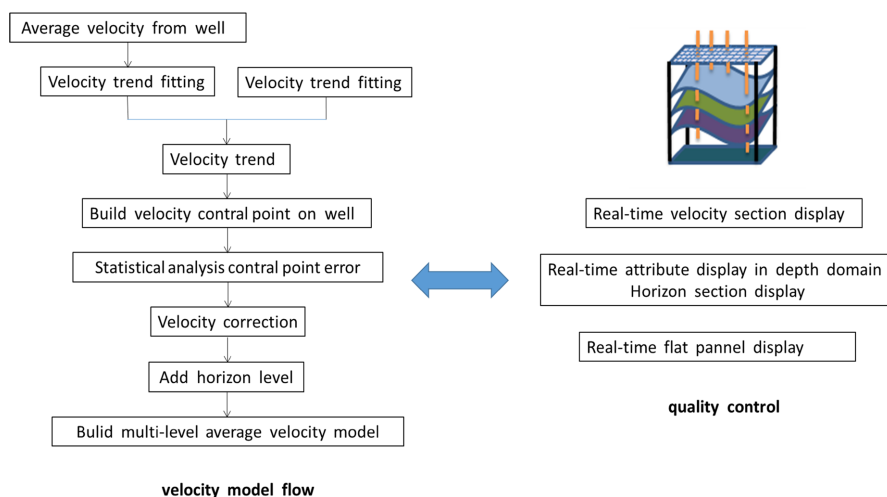 Average velocity from well
Velocity trend fitting
Velocity trend fitting
Velocity trend
Build velocity contral point on well
Statistical analysis contral point error
Velocity correction
Add horizon level
Bulid multi-level average velocity model
velocity model flow
Real-time velocity section display
Real-time attribute display in depth domain
Horizon section display
Real-time flat pannel display
quality control